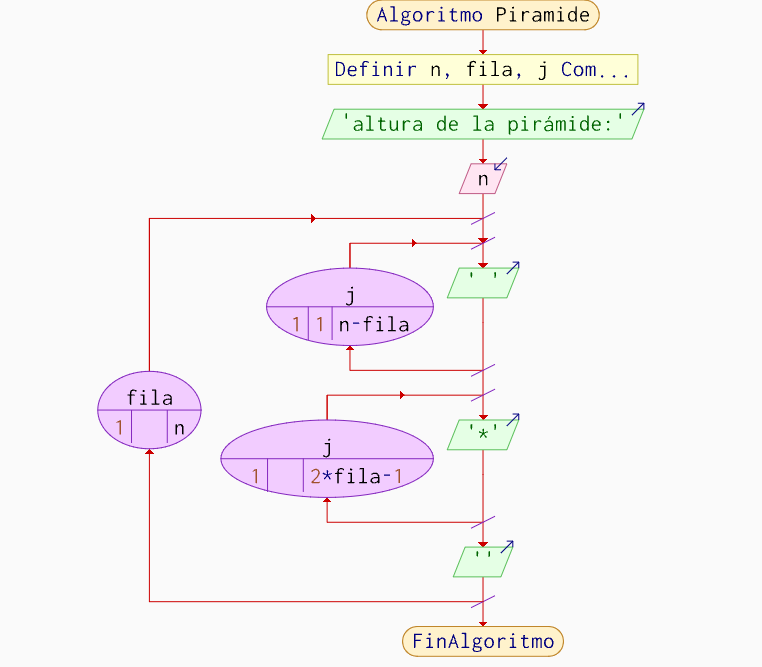 Algoritmo Piramide
Definir n, fila, j Com...
'altura de la pirámide:'
n
j
1 1 n-fila
' '
fila
1 n
j
1 2*fila-1
'*'
''
FinAlgoritmo